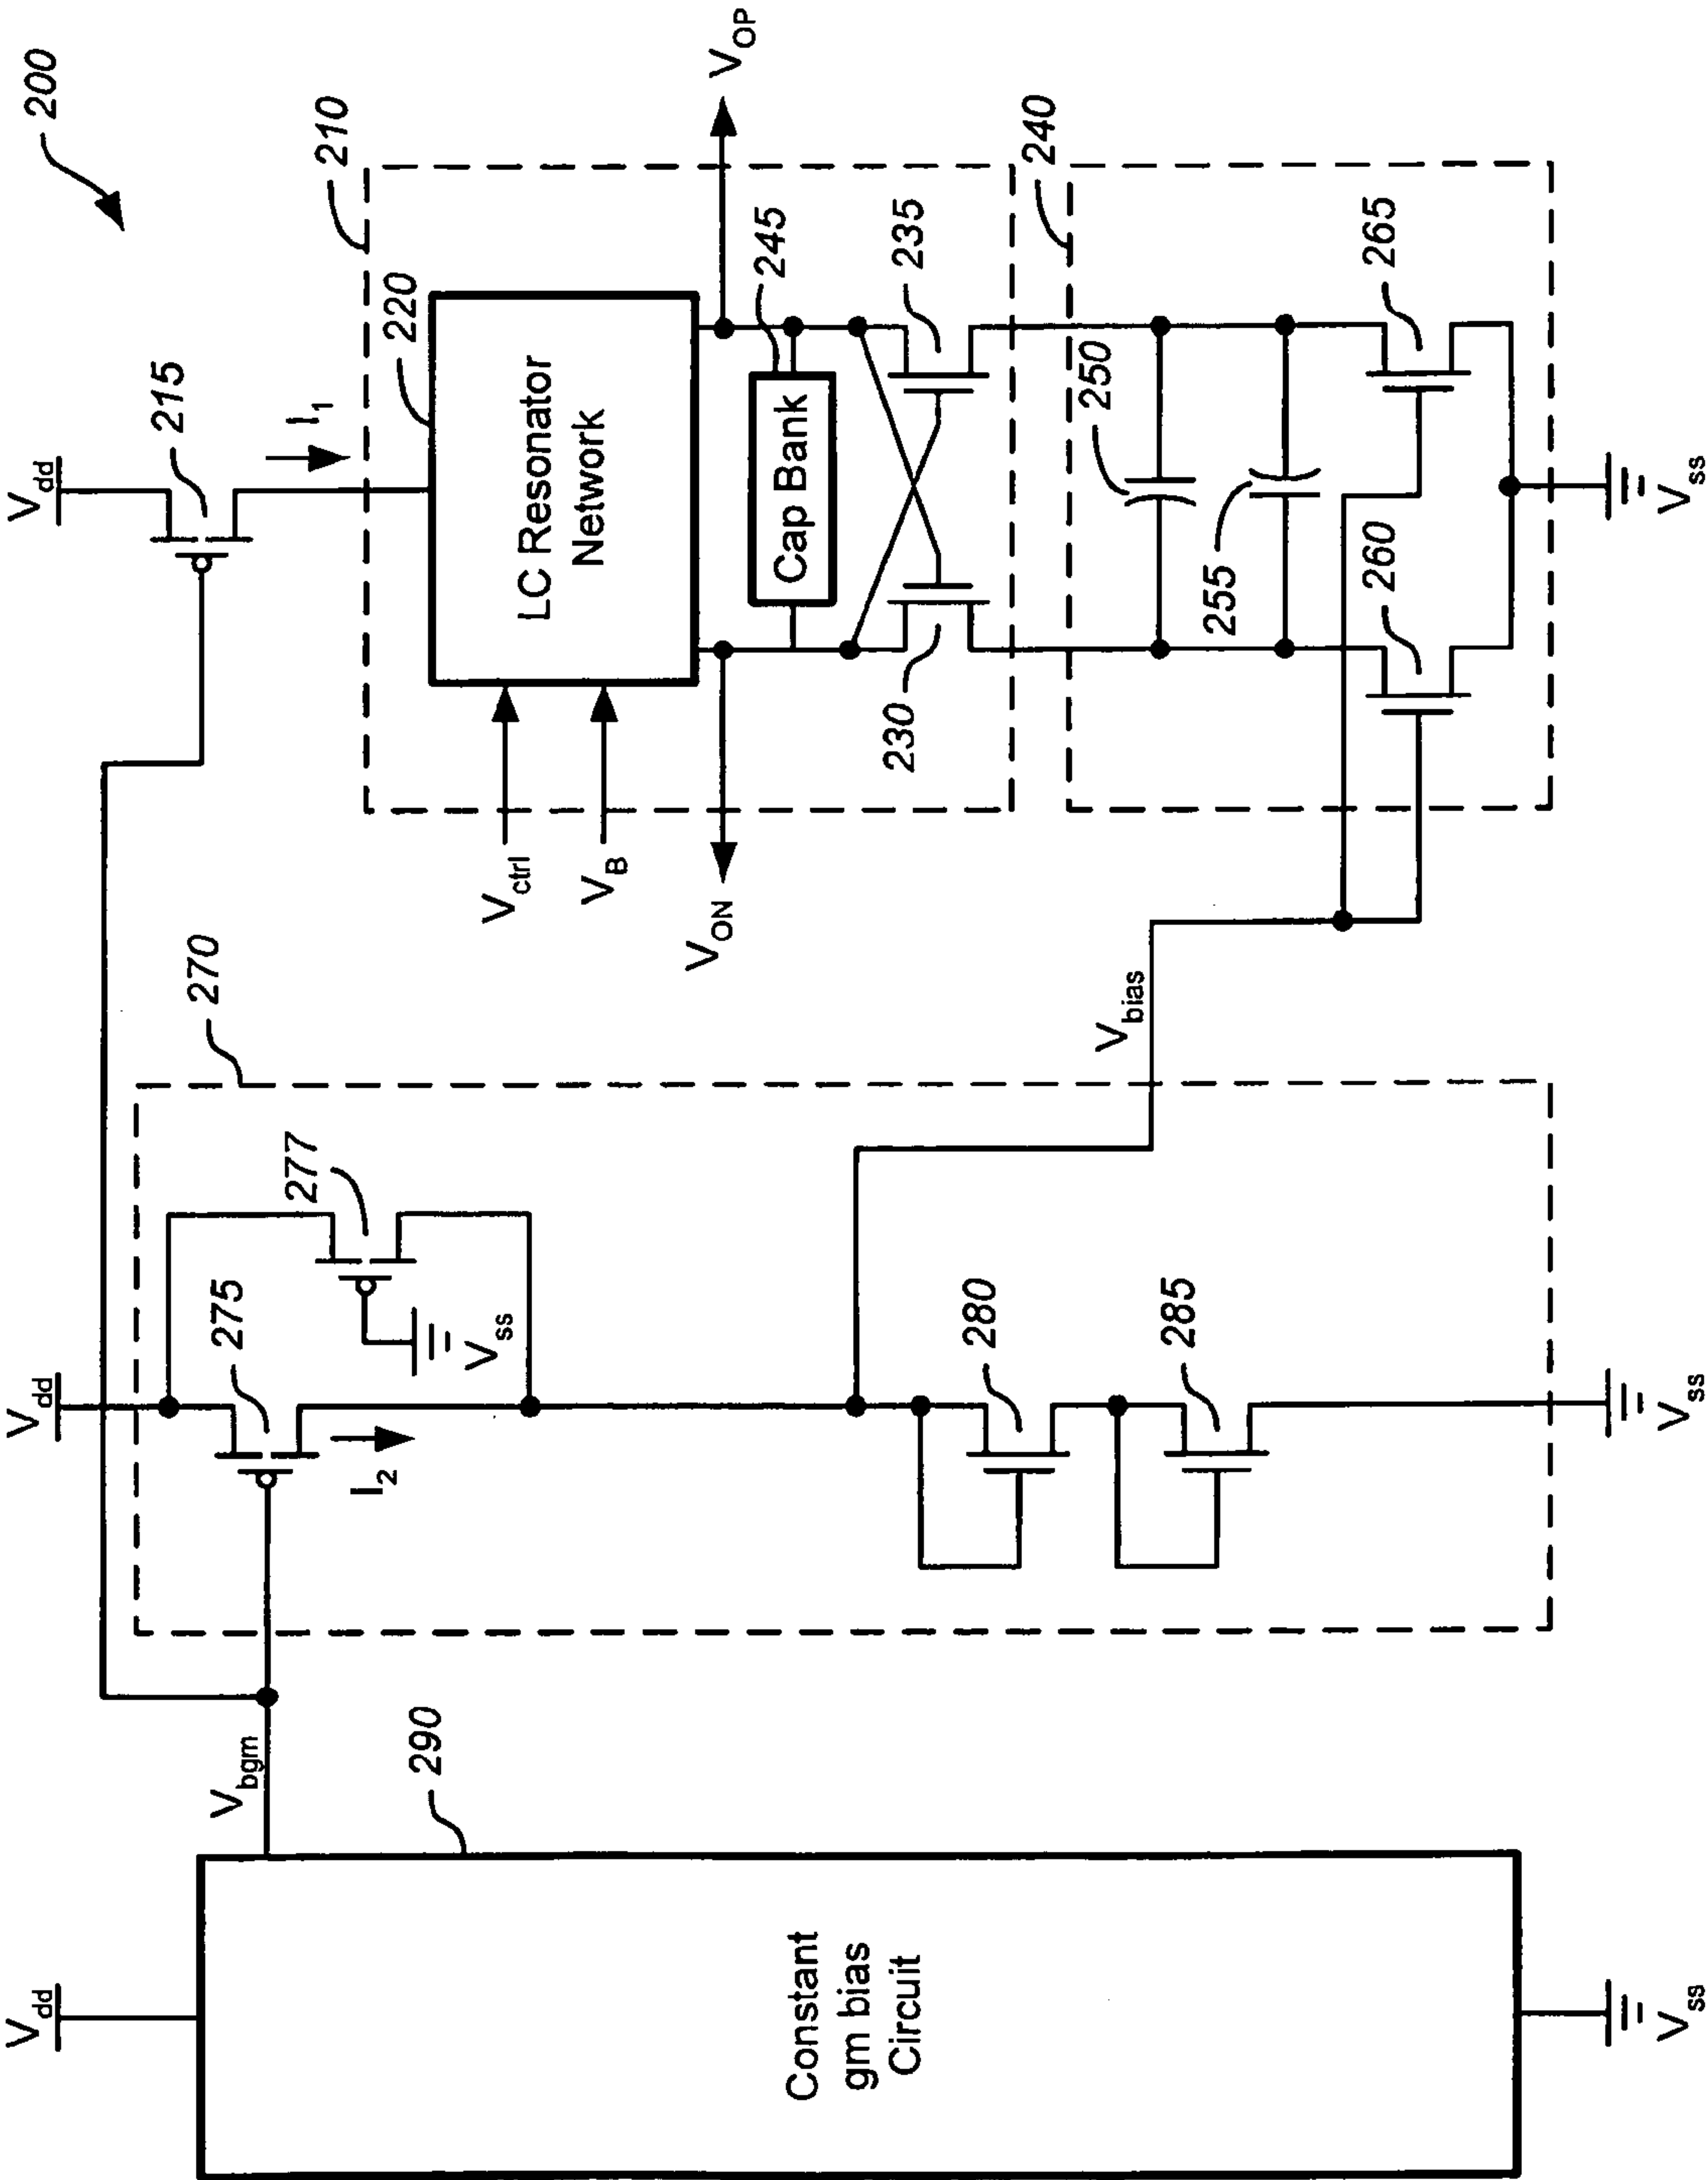 200
V_dd
V_dd
V_dd
215
I_1
275
277
270
V_ss
I_2
V_bgm
290
210
220
LC Resonator
Network
V_ctrl
V_B
V_ON
V_OP
245
Cap Bank
230
235
240
V_bias
250
255
260
265
280
285
Constant
gm bias
Circuit
V_ss
V_ss
V_ss